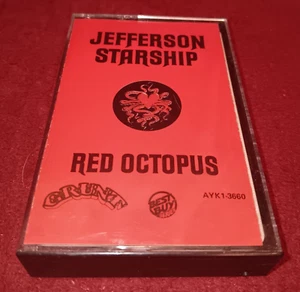 JEFFERSON
STARSHIP
RED OCTOPUS
GRUNT
BEST
BUY
AYK1-3660